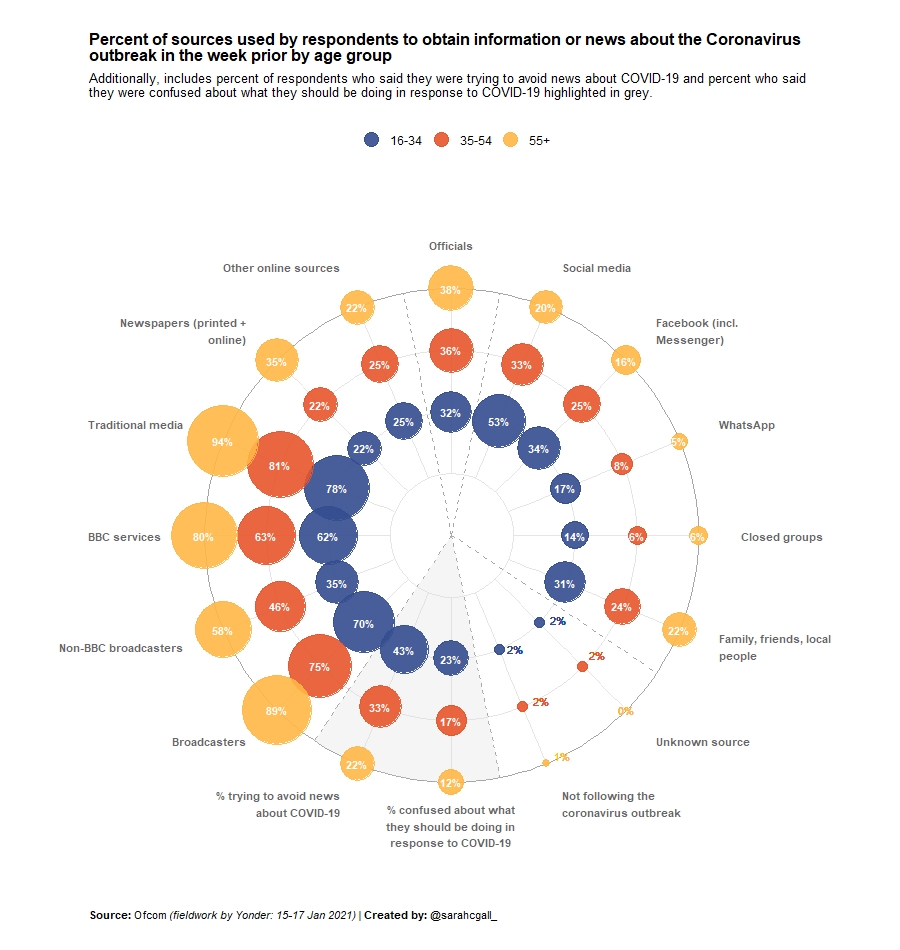 Percent of sources used by respondents to obtain information or news about the Coronavirus
outbreak in the week prior by age group
Additionally, includes percent of respondents who said they were trying to avoid news about COVID-19 and percent who said
they were confused about what they should be doing in response to COVID-19 highlighted in grey.
16-34 35-54 55+
Officials
38%
36%
32%
Social media
20%
33%
53%
Facebook (incl.
Messenger)
16%
25%
34%
WhatsApp
5%
8%
17%
Closed groups
6%
6%
14%
Family, friends, local
people
22%
24%
31%
Unknown source
0%
2%
2%
Not following the
coronavirus outbreak
1%
2%
2%
% confused about what
they should be doing in
response to COVID-19
12%
17%
23%
% trying to avoid news
about COVID-19
22%
33%
43%
Broadcasters
89%
75%
70%
Non-BBC broadcasters
58%
46%
35%
BBC services
80%
63%
62%
Traditional media
94%
81%
78%
Newspapers (printed +
online)
35%
22%
22%
Other online sources
22%
25%
25%
Source: Ofcom (fieldwork by Yonder: 15-17 Jan 2021) | Created by: @sarahcgall_